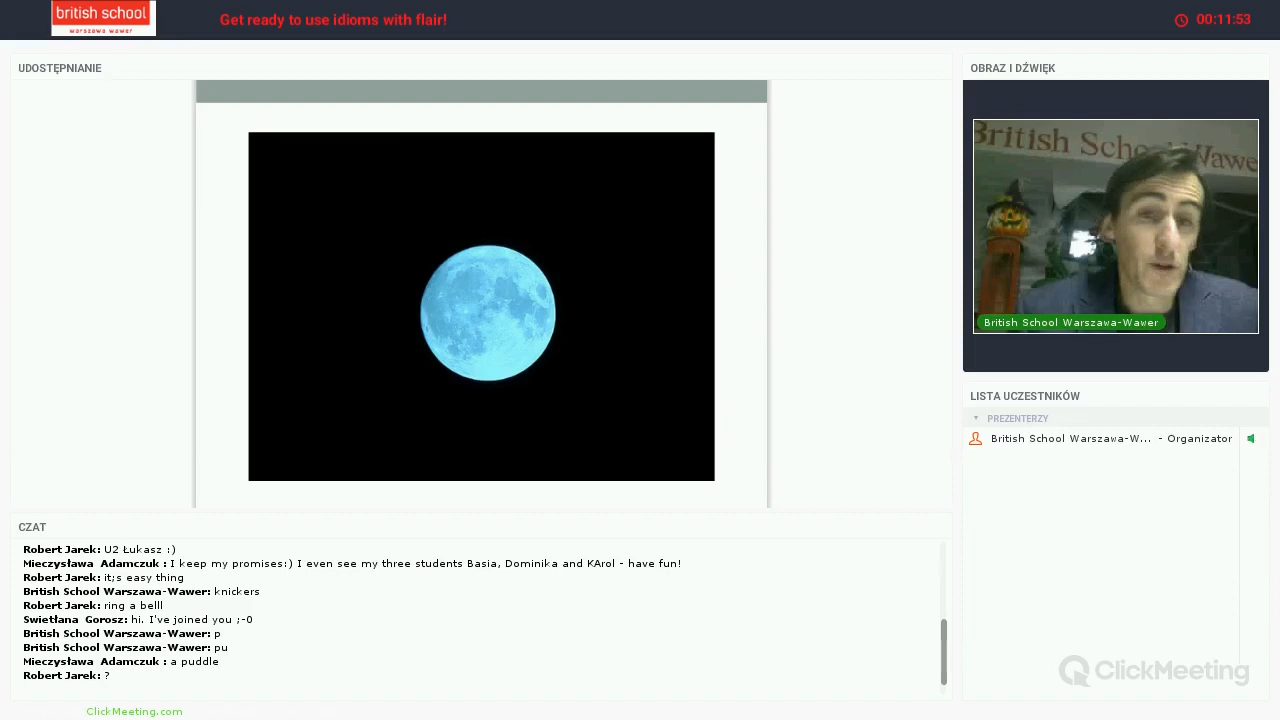 british school
warszawa wawer
Get ready to use idioms with flair!
00:11:53
UDOSTĘPNIANIE
OBRAZ I DŹWIĘK
British School Wawe
British School Warszawa-Wawer
LISTA UCZESTNIKÓW
PREZENTERZY
British School Warszawa-W... - Organizator
CZAT
Robert Jarek: U2 Łukasz :)
Mieczysława Adamczuk : I keep my promises:) I even see my three students Basia, Dominika and KArol - have fun!
Robert Jarek: it;s easy thing
British School Warszawa-Wawer: knickers
Robert Jarek: ring a belll
Swietłana Gorosz: hi. I've joined you ;-0
British School Warszawa-Wawer: p
British School Warszawa-Wawer: pu
Mieczysława Adamczuk : a puddle
Robert Jarek: ?
ClickMeeting
ClickMeeting.com